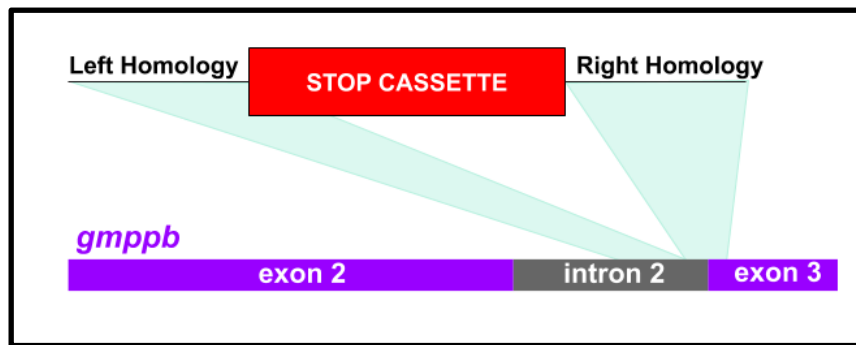 Left Homology
STOP CASSETTE
Right Homology
gmppb
exon 2
intron 2
exon 3